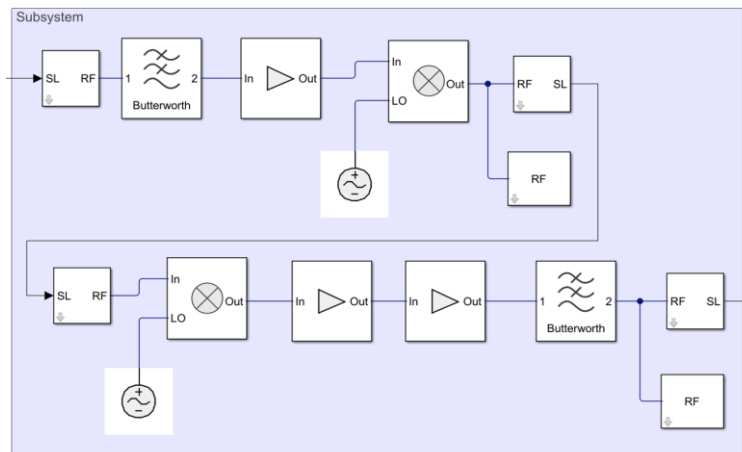 Subsystem
SL RF
1 2
Butterworth
In Out
In
Out
LO
RF SL
RF
SL RF
In
Out
LO
In Out
In Out
1 2
Butterworth
RF SL
RF